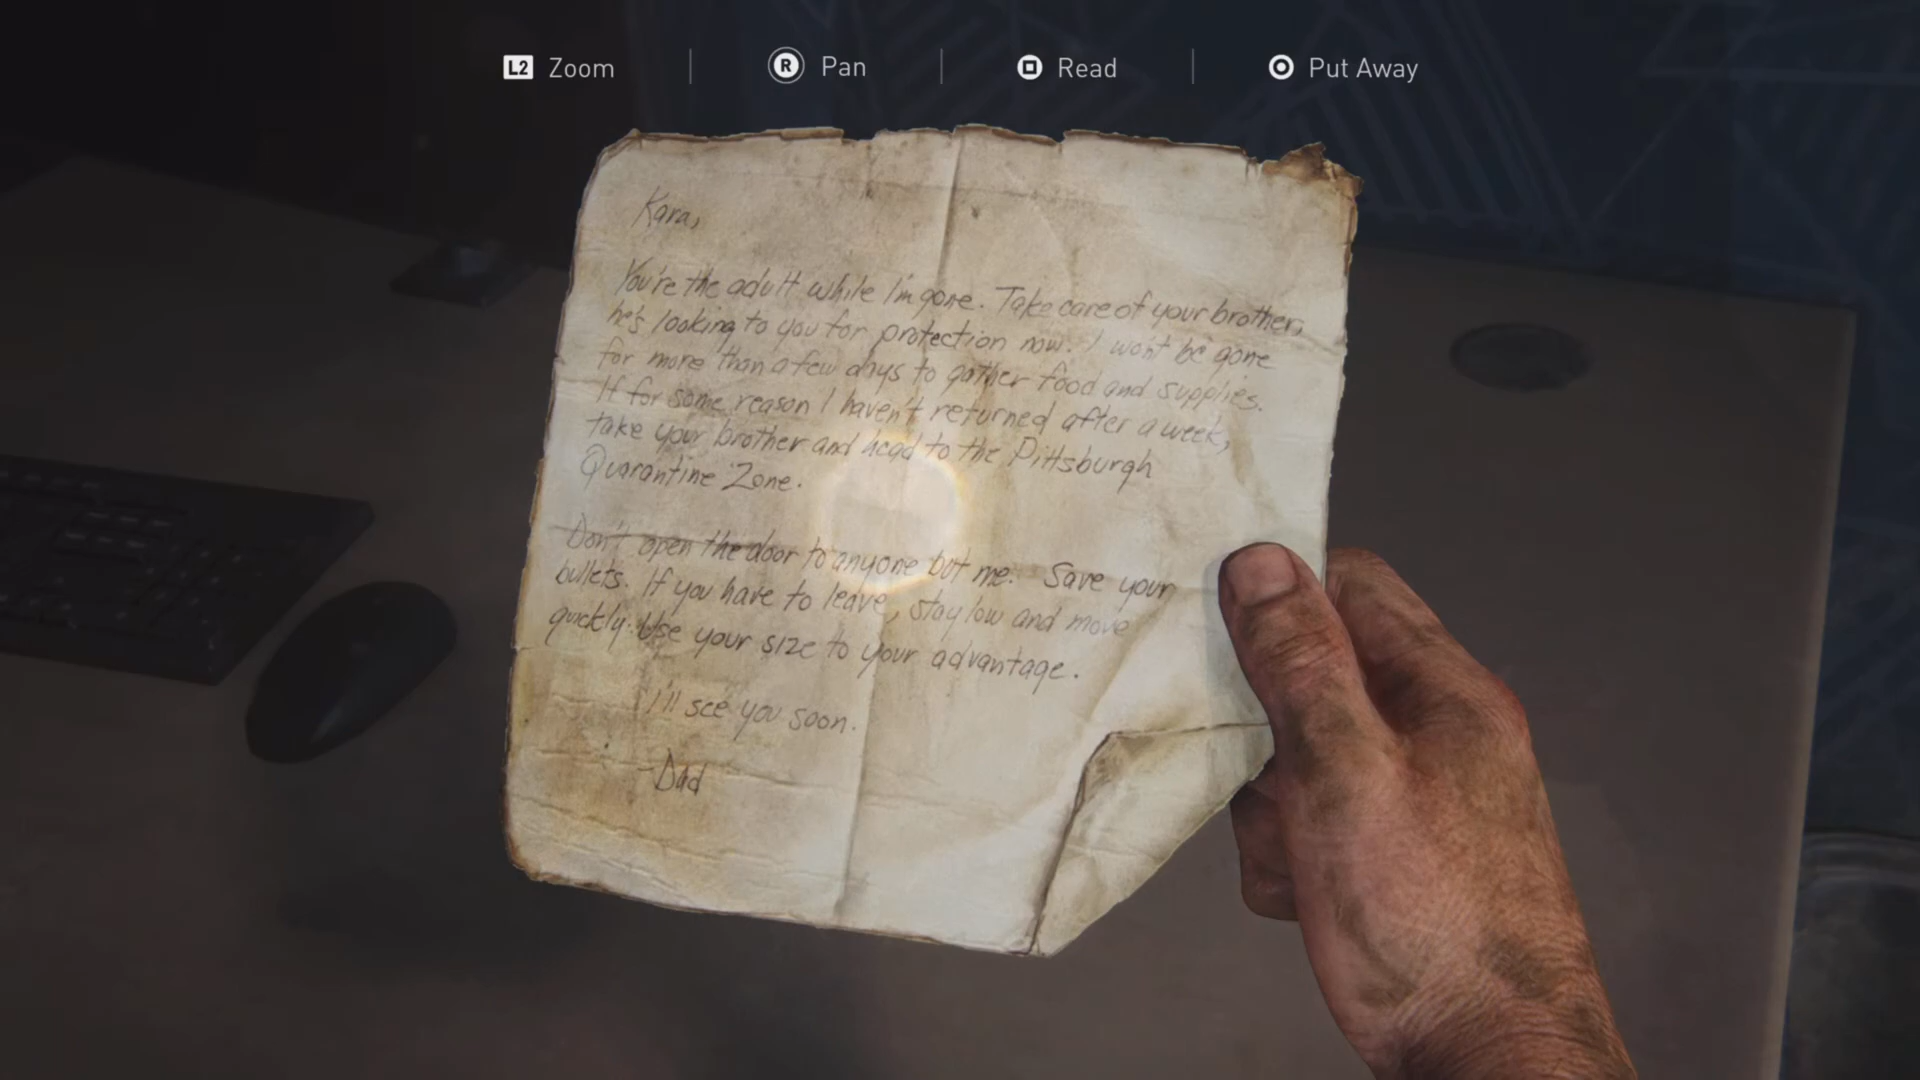 L2 Zoom R Pan Read Put Away
Kara,
You're the adult while I'm gone. Take care of your brother,
he's looking to you for protection now. I won't be gone
for more than a few days to gather food and supplies.
If for some reason I haven't returned after a week,
take your brother and head to the Pittsburgh
Quarantine Zone.
Don't open the door to anyone but me. Save your
bullets. If you have to leave, stay low and move
quickly. Use your size to your advantage.
I'll see you soon.
-Dad